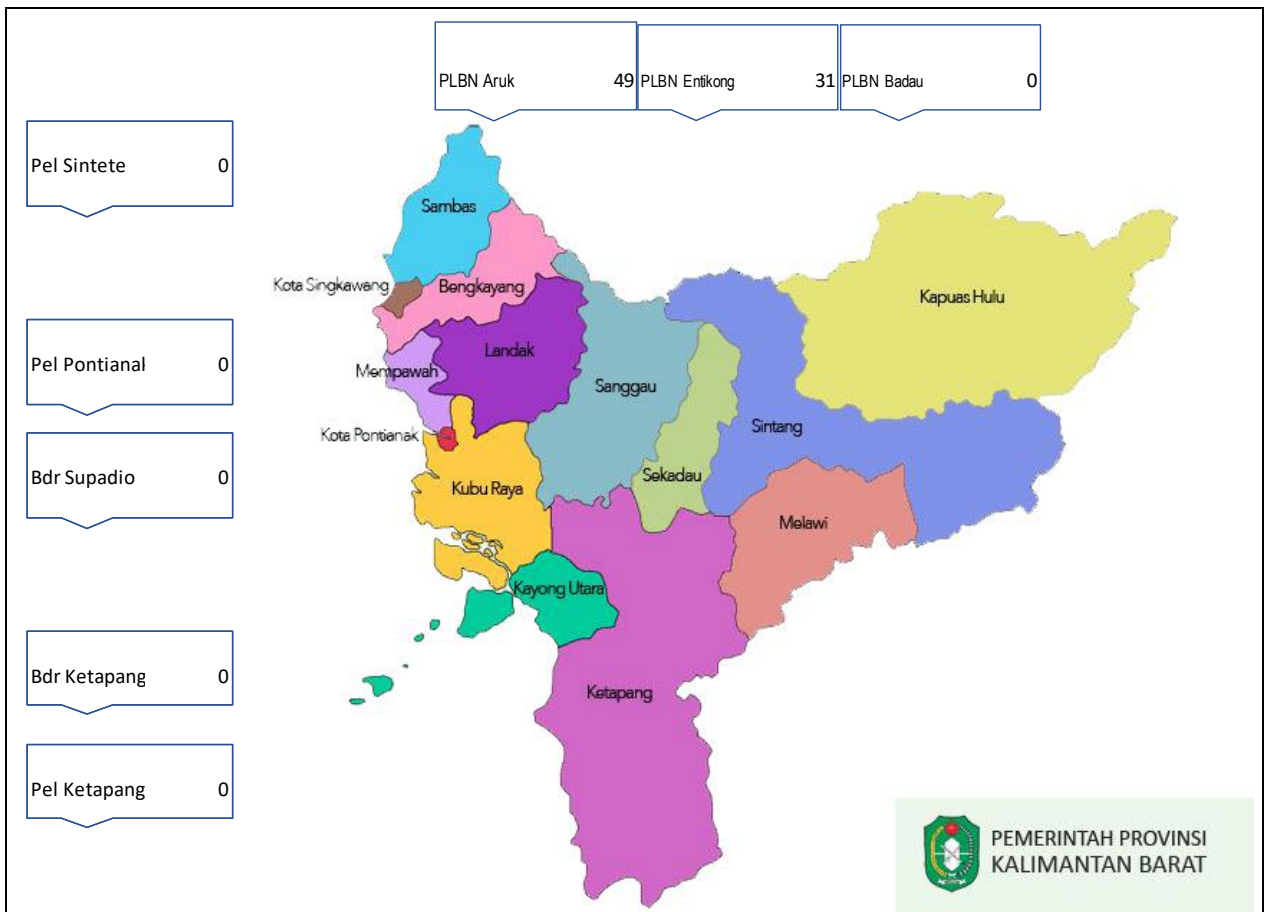 PLBN Aruk 49
PLBN Entikong 31
PLBN Badau 0
Pel Sintete 0
Sambas
Kota Singkawang
Bengkayang
Kapuas Hulu
Pel Pontianal 0
Landak
Mempawah
Sanggau
Kota Pontianak
Sintang
Bdr Supadio 0
Sekadau
Kubu Raya
Melawi
Kayong Utara
Bdr Ketapang 0
Ketapang
Pel Ketapang 0
PEMERINTAH PROVINSI
KALIMANTAN BARAT